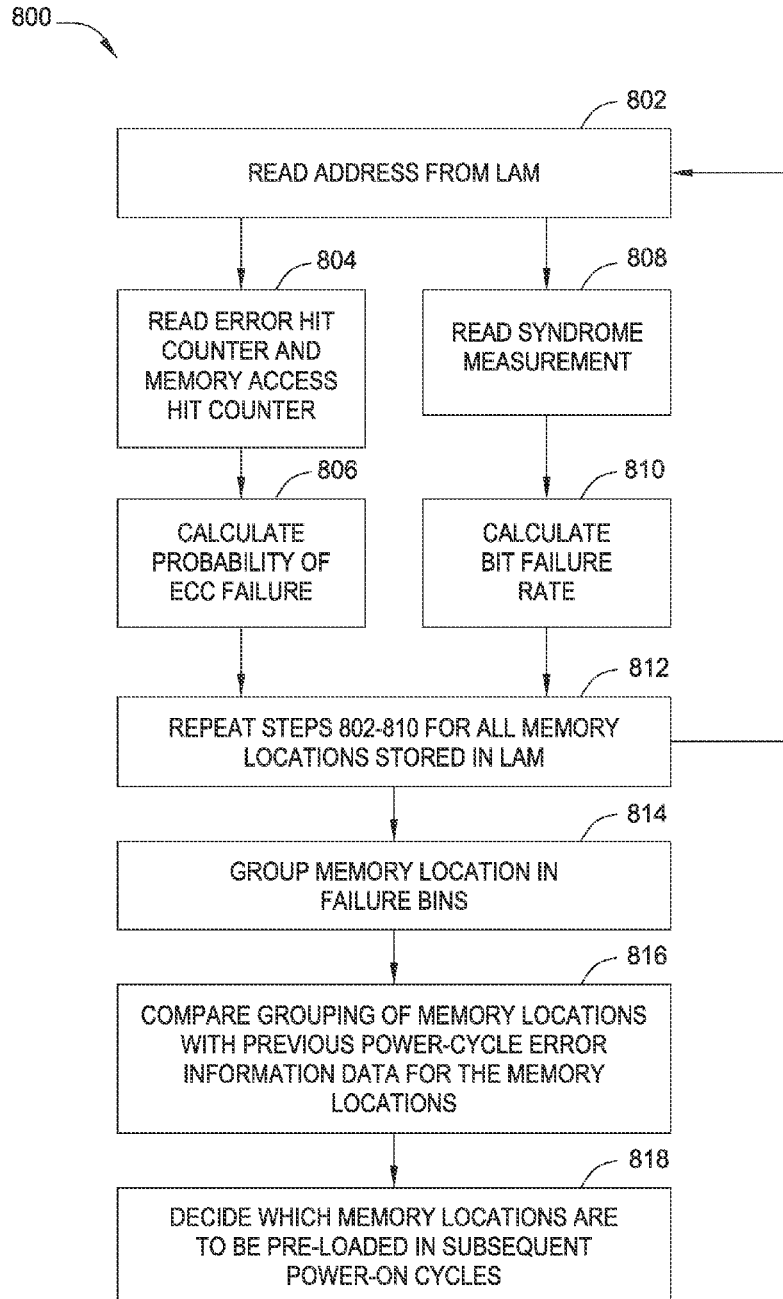 800
802
READ ADDRESS FROM LAM
804
READ ERROR HIT
COUNTER AND
MEMORY ACCESS
HIT COUNTER
808
READ SYNDROME
MEASUREMENT
806
CALCULATE
PROBABILITY OF
ECC FAILURE
810
CALCULATE
BIT FAILURE
RATE
812
REPEAT STEPS 802-810 FOR ALL MEMORY
LOCATIONS STORED IN LAM
814
GROUP MEMORY LOCATION IN
FAILURE BINS
816
COMPARE GROUPING OF MEMORY LOCATIONS
WITH PREVIOUS POWER-CYCLE ERROR
INFORMATION DATA FOR THE MEMORY
LOCATIONS
818
DECIDE WHICH MEMORY LOCATIONS ARE
TO BE PRE-LOADED IN SUBSEQUENT
POWER-ON CYCLES